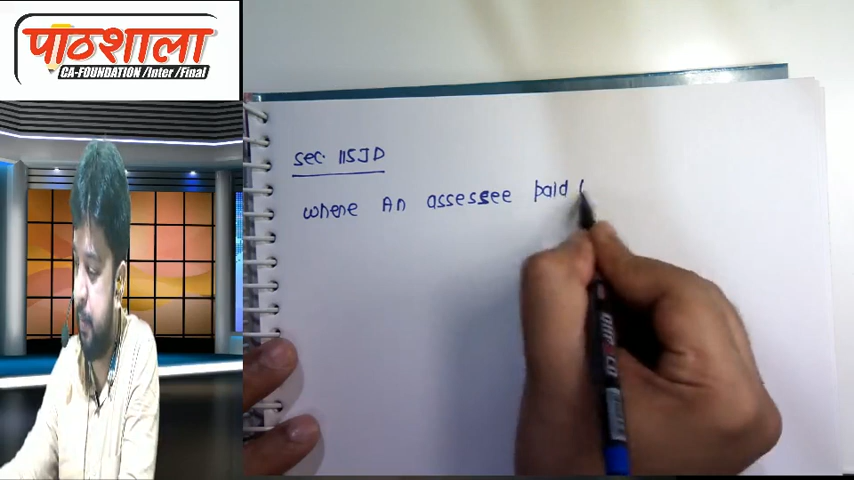 पाठशाला
CA-FOUNDATION /Inter /Final
Sec. 115JD
where An assessee paid